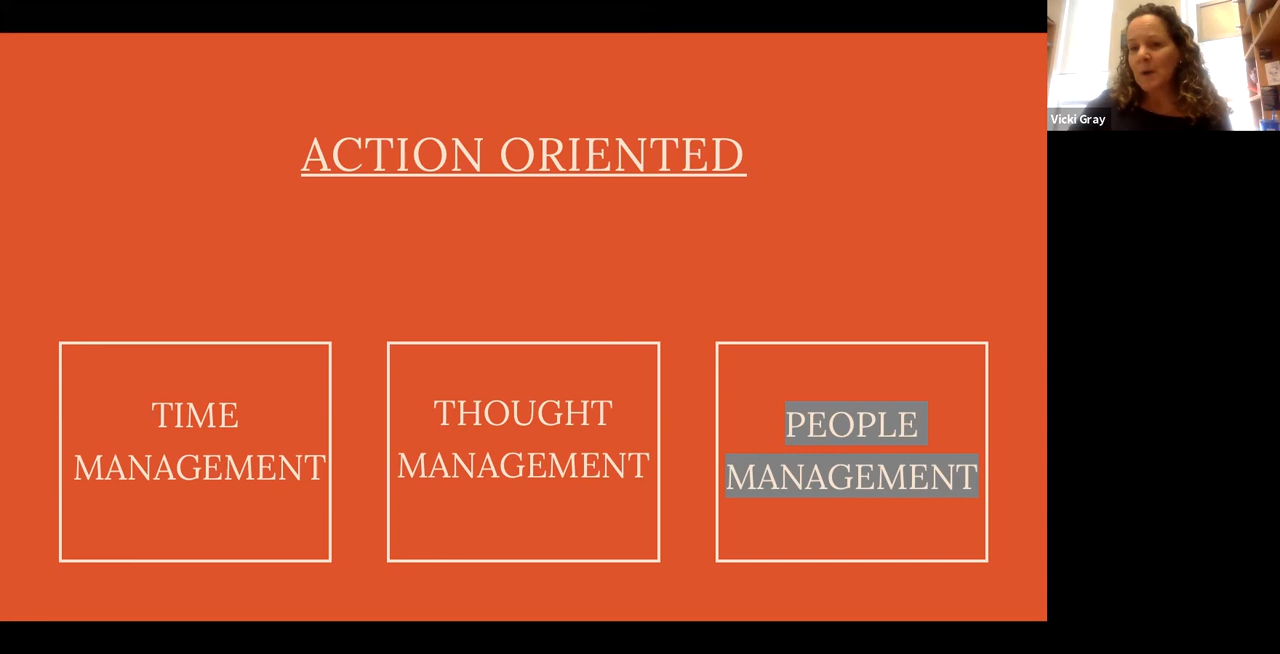 ACTION ORIENTED
TIME
MANAGEMENT
THOUGHT
MANAGEMENT
PEOPLE
MANAGEMENT
Vicki Gray